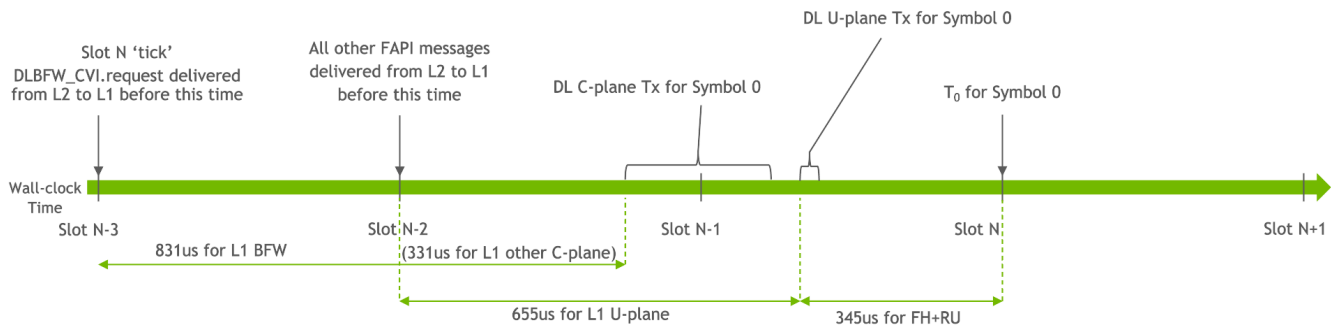 DL U-plane Tx for Symbol 0
Slot N ‘tick’
DLBFW_CVI.request delivered
from L2 to L1 before this time
All other FAPI messages
delivered from L2 to L1
before this time
DL C-plane Tx for Symbol 0
T0 for Symbol 0
Wall-clock
Time
Slot N-3
Slot N-2
Slot N-1
Slot N
Slot N+1
831us for L1 BFW
(331us for L1 other C-plane)
655us for L1 U-plane
345us for FH+RU